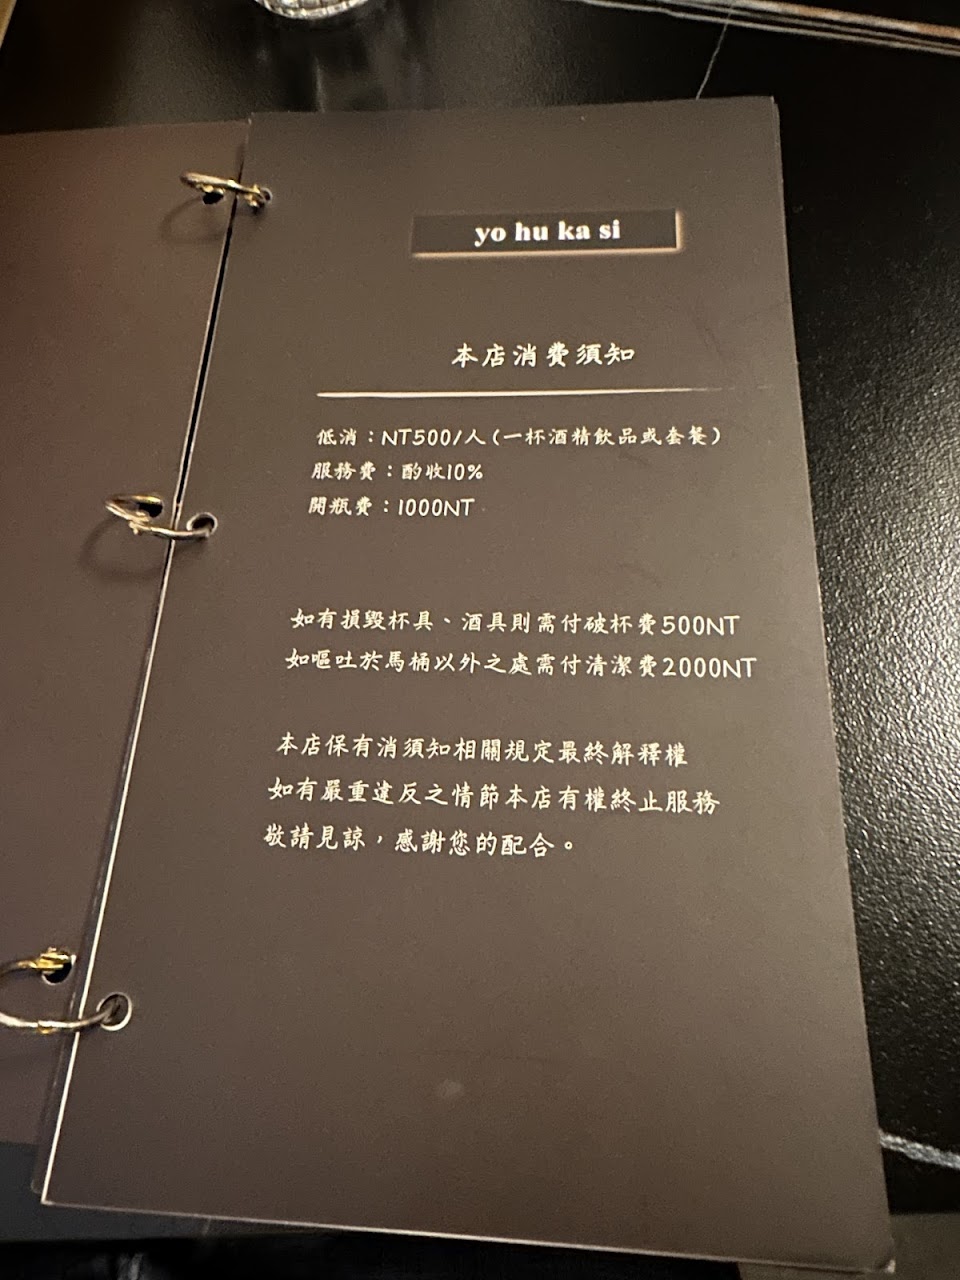 yo hu ka si
本店消費須知
低消：NT500/人(一杯酒精飲品或套餐)
服務費：酌收10%
開瓶費：1000NT
如有損毀杯具、酒具則需付破杯費500NT
如嘔吐於馬桶以外之處需付清潔費2000NT
本店保有消須知相關規定最終解釋權
如有嚴重違反之情節本店有權終止服務
敬請見諒，感謝您的配合。